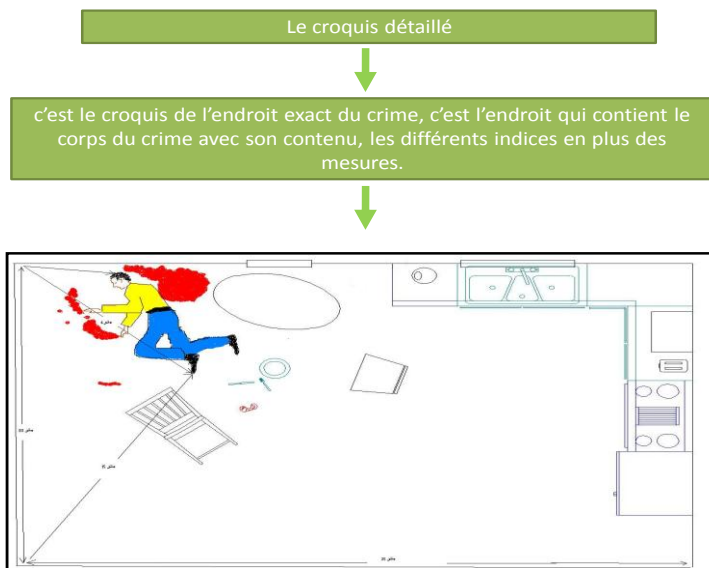 Le croquis détaillé
c’est le croquis de l’endroit exact du crime, c’est l’endroit qui contient le
corps du crime avec son contenu, les différents indices en plus des
mesures.